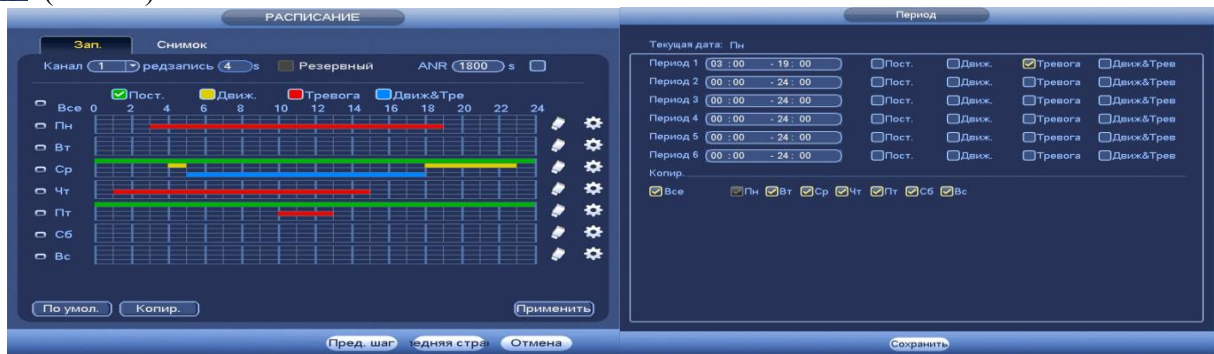 РАСПИСАНИЕ
Зап. Снимок
Канал 1 редзапись 4 s Резервный ANR 1800 s
Пост. Движ. Тревога Движ&Тре
Все 0 2 4 6 8 10 12 14 16 18 20 22 24
Пн
Вт
Ср
Чт
Пт
Сб
Вс
По умол. Копир. Применить
Пред. шаг едняя стра Отмена
Период
Текущая дата: Пн
Период 1 03 :00 - 19 : 00 Пост. Движ. Тревога Движ&Трев
Период 2 00 :00 - 24 : 00 Пост. Движ. Тревога Движ&Трев
Период 3 00 :00 - 24 : 00 Пост. Движ. Тревога Движ&Трев
Период 4 00 :00 - 24 : 00 Пост. Движ. Тревога Движ&Трев
Период 5 00 :00 - 24 : 00 Пост. Движ. Тревога Движ&Трев
Период 6 00 :00 - 24 : 00 Пост. Движ. Тревога Движ&Трев
Копир.
Все Пн Вт Ср Чт Пт Сб Вс
Сохранить